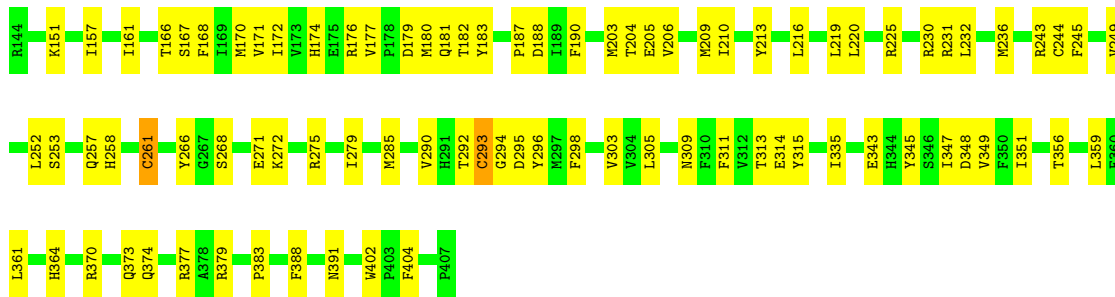 R144 K151 I157 I161 T166 S167 F168 I169 M170 V171 I172 V173 H174 E175 R176 V177 P178 D179 M180 Q181 T182 Y183 P187 D188 I189 F190 M203 T204 E205 V206 M209 I210 Y213 L216 L219 L220 R225 R230 R231 L232 M236 R243 C244 F245 V249
L252 S253 Q257 H258 C261 Y266 G267 S268 E271 K272 R275 I279 M285 V290 H291 T292 C293 G294 D295 Y296 M297 F298 V303 V304 L305 N309 F310 F311 V312 T313 E314 Y315 I335 E343 H344 Y345 S346 I347 D348 V349 F350 I351 T356 L359 E360
L361 H364 R370 Q373 Q374 R377 A378 R379 P383 F388 N391 W402 P403 F404 P407